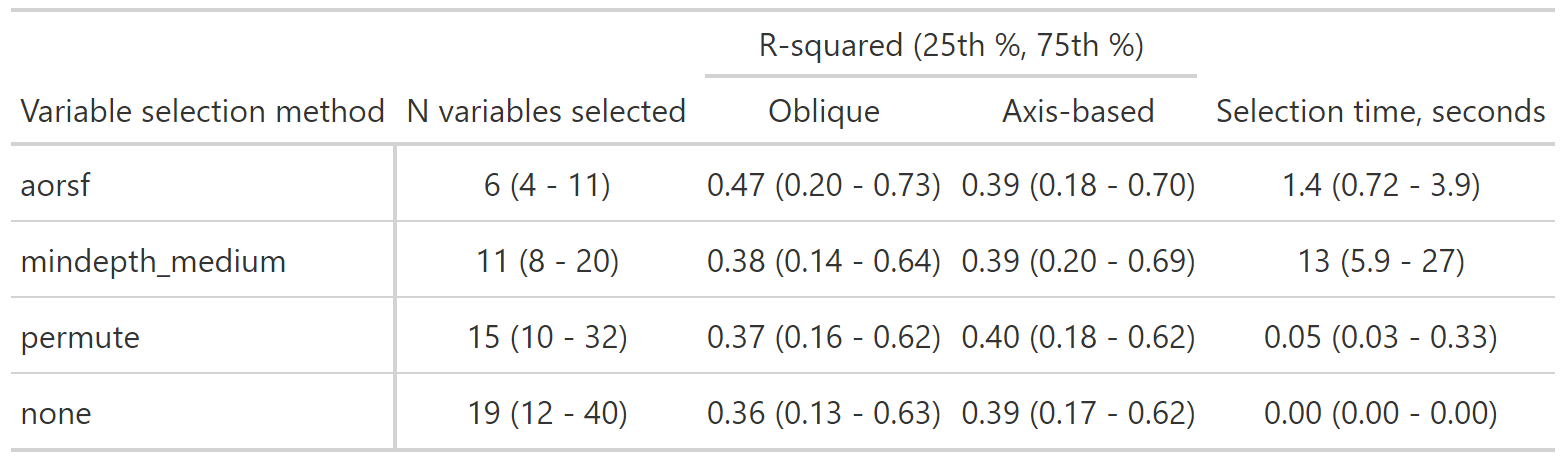 R-squared (25th %, 75th %)
Variable selection method N variables selected Oblique Axis-based Selection time, seconds
aorsf 6 (4 - 11) 0.47 (0.20 - 0.73) 0.39 (0.18 - 0.70) 1.4 (0.72 - 3.9)
mindepth_medium 11 (8 - 20) 0.38 (0.14 - 0.64) 0.39 (0.20 - 0.69) 13 (5.9 - 27)
permute 15 (10 - 32) 0.37 (0.16 - 0.62) 0.40 (0.18 - 0.62) 0.05 (0.03 - 0.33)
none 19 (12 - 40) 0.36 (0.13 - 0.63) 0.39 (0.17 - 0.62) 0.00 (0.00 - 0.00)